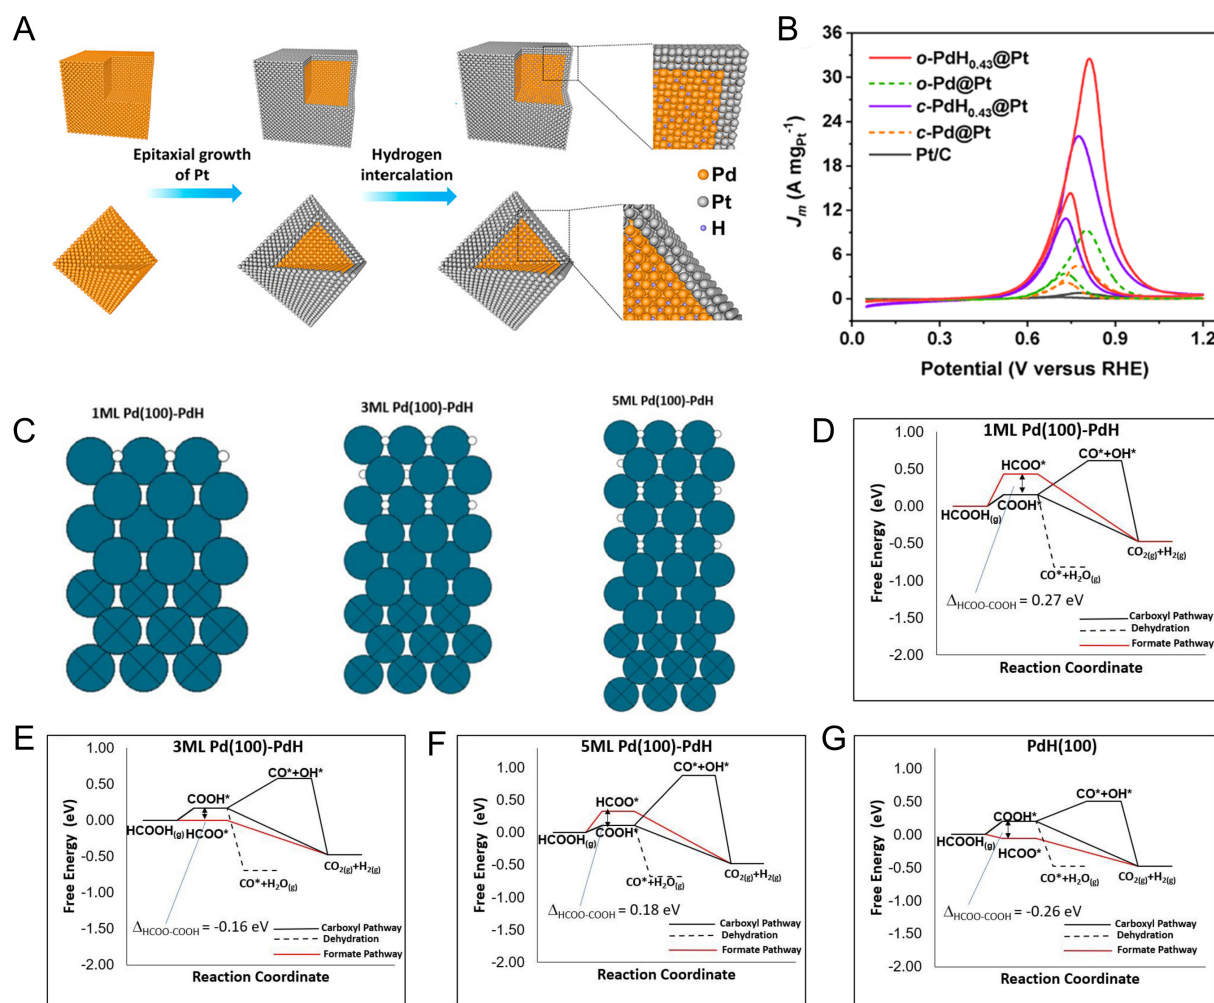 A
Epitaxial growth
of Pt
Hydrogen
intercalation
Pd
Pt
H
B
36
30
24
18
12
6
0
J_m (A mg_Pt^-1)
o-PdH_0.43@Pt
o-Pd@Pt
c-PdH_0.43@Pt
c-Pd@Pt
Pt/C
0.0
0.3
0.6
0.9
1.2
Potential (V versus RHE)
C
1ML Pd(100)-PdH
3ML Pd(100)-PdH
5ML Pd(100)-PdH
D
1ML Pd(100)-PdH
1.00
0.50
0.00
-0.50
-1.00
-1.50
-2.00
Free Energy (eV)
HCOOH(g)
HCOO*
COOH*
CO*+OH*
CO2(g)+H2(g)
CO*+H2O(g)
Δ_HCOO-COOH = 0.27 eV
Carboxyl Pathway
Dehydration
Formate Pathway
Reaction Coordinate
E
3ML Pd(100)-PdH
1.00
0.50
0.00
-0.50
-1.00
-1.50
-2.00
Free Energy (eV)
CO*+OH*
COOH*
HCOOH(g)
HCOO*
CO2(g)+H2(g)
CO*+H2O(g)
Δ_HCOO-COOH = -0.16 eV
Carboxyl Pathway
Dehydration
Formate Pathway
Reaction Coordinate
F
5ML Pd(100)-PdH
1.00
0.50
0.00
-0.50
-1.00
-1.50
-2.00
Free Energy (eV)
CO*+OH*
HCOO*
HCOOH(g)
COOH*
CO2(g)+H2(g)
CO*+H2O(g)
Δ_HCOO-COOH = 0.18 eV
Carboxyl Pathway
Dehydration
Formate Pathway
Reaction Coordinate
G
PdH(100)
1.00
0.50
0.00
-0.50
-1.00
-1.50
-2.00
Free Energy (eV)
CO*+OH*
COOH*
HCOOH(g)
HCOO*
CO*+H2O(g)
CO2(g)+H2(g)
Δ_HCOO-COOH = -0.26 eV
Carboxyl Pathway
Dehydration
Formate Pathway
Reaction Coordinate